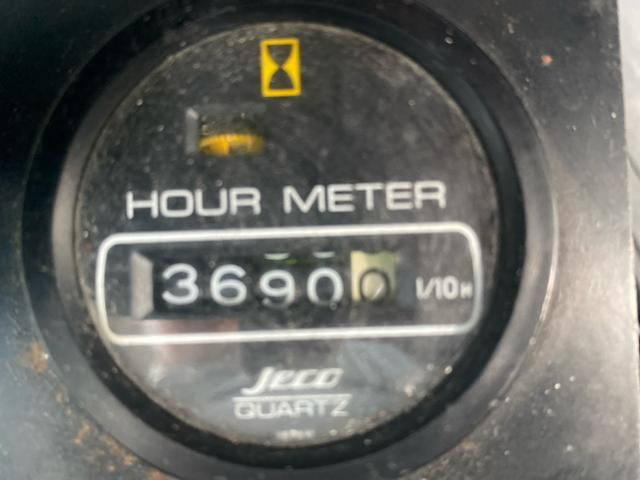 HOUR METER
36900 1/10H
Jeco
QUARTZ